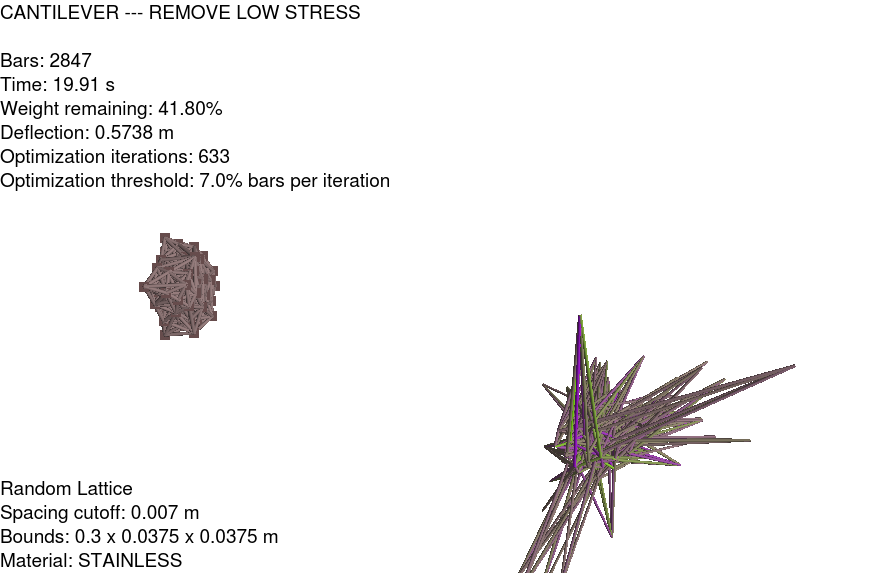 CANTILEVER --- REMOVE LOW STRESS
Bars: 2847
Time: 19.91 s
Weight remaining: 41.80%
Deflection: 0.5738 m
Optimization iterations: 633
Optimization threshold: 7.0% bars per iteration
Random Lattice
Spacing cutoff: 0.007 m
Bounds: 0.3 x 0.0375 x 0.0375 m
Material: STAINLESS